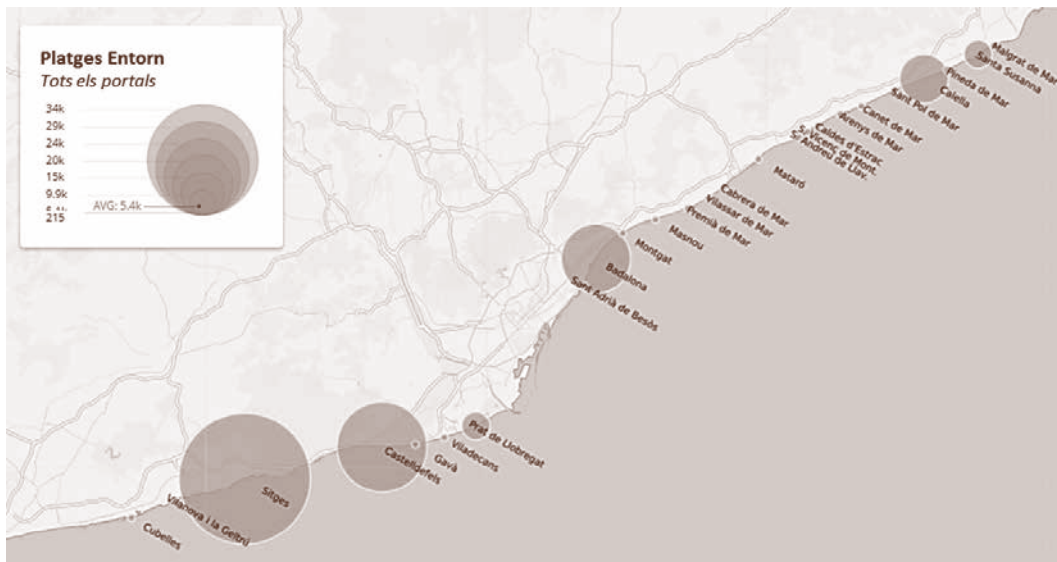 Platges Entorn
Tots els portals
34k
29k
24k
20k
15k
9.9k
AVG: 5.4k
215
Malgrat de Mar
Santa Susanna
Pineda de Mar
Calella
Sant Pol de Mar
Canet de Mar
Arenys de Mar
Caldes d'Estrac
S. Vicenç de Mont.
S. Andreu de Llav.
Mataró
Cabrera de Mar
Vilassar de Mar
Premià de Mar
Masnou
Montgat
Badalona
Sant Adrià de Besòs
Prat de Llobregat
Viladecans
Gavà
Castelldefels
Sitges
Vilanova i la Geltrú
Cubelles